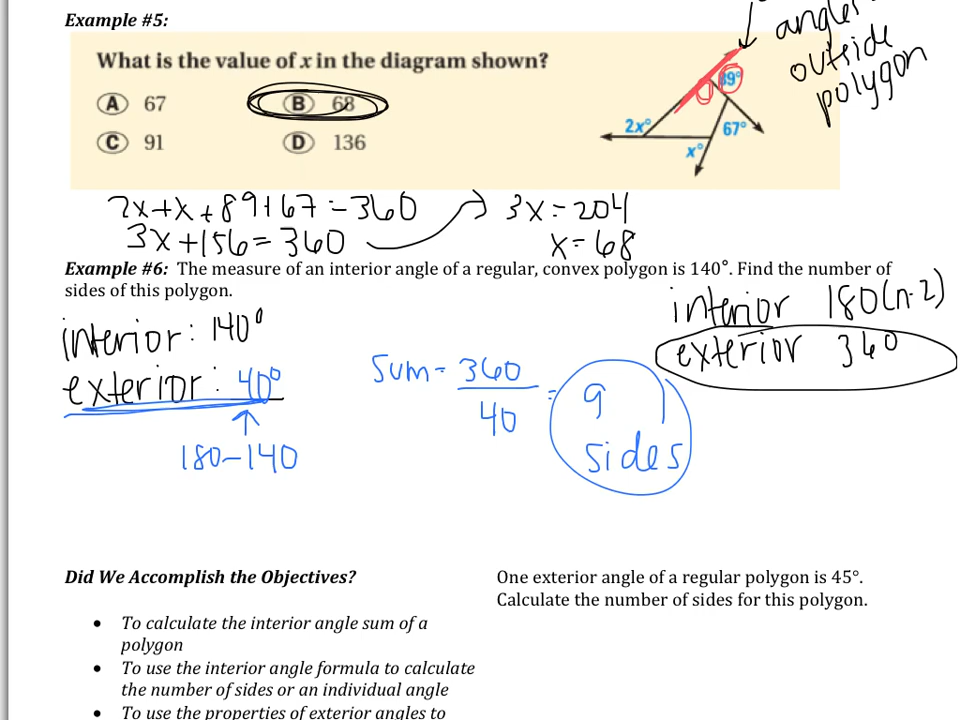 Example #5:
angles
outside
polygon
What is the value of x in the diagram shown?
A 67
B 68
C 91
D 136
89°
2x°
67°
x°
2x+x+89+67=360
3x=204
3x+156=360
x=68
Example #6: The measure of an interior angle of a regular, convex polygon is 140°. Find the number of
sides of this polygon.
interior 180(n-2)
exterior 360
interior: 140°
exterior: 40°
180-140
sum = 360
40
= 9
sides
Did We Accomplish the Objectives?
• To calculate the interior angle sum of a
polygon
• To use the interior angle formula to calculate
the number of sides or an individual angle
• To use the properties of exterior angles to
One exterior angle of a regular polygon is 45°.
Calculate the number of sides for this polygon.